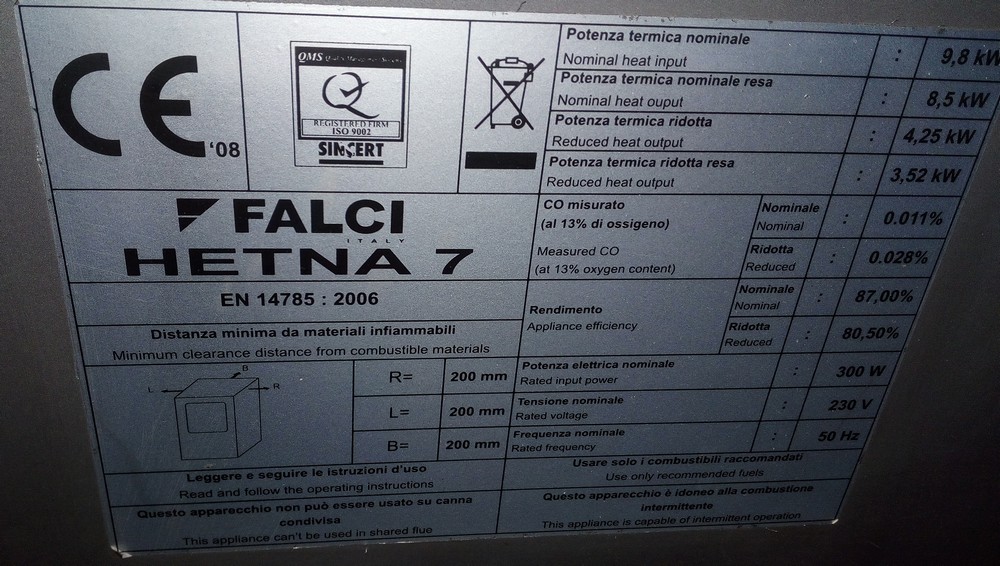 CE '08
QMS Quality Management Services
REGISTERED FIRM
ISO 9002
SINCERT
FALCI
ITALY
HETNA 7
EN 14785 : 2006
Distanza minima da materiali infiammabili
Minimum clearance distance from combustible materials
B
L R
R= 200 mm
L= 200 mm
B= 200 mm
Leggere e seguire le istruzioni d'uso
Read and follow the operating instructions
Questo apparecchio non può essere usato su canna
condivisa
This appliance can't be used in shared flue
Potenza termica nominale : 9,8 kW
Nominal heat input
Potenza termica nominale resa : 8,5 kW
Nominal heat ouput
Potenza termica ridotta : 4,25 kW
Reduced heat output
Potenza termica ridotta resa : 3,52 kW
Reduced heat output
CO misurato
(al 13% di ossigeno)
Measured CO
(at 13% oxygen content)
Nominale : 0.011%
Nominal
Ridotta : 0.028%
Reduced
Rendimento
Appliance efficiency
Nominale : 87,00%
Nominal
Ridotta : 80,50%
Reduced
Potenza elettrica nominale : 300 W
Rated input power
Tensione nominale : 230 V
Rated voltage
Frequenza nominale : 50 Hz
Rated frequency
Usare solo i combustibili raccomandati
Use only recommended fuels
Questo apparecchio è idoneo alla combustione
intermittente
This appliance is capable of intermittent operation